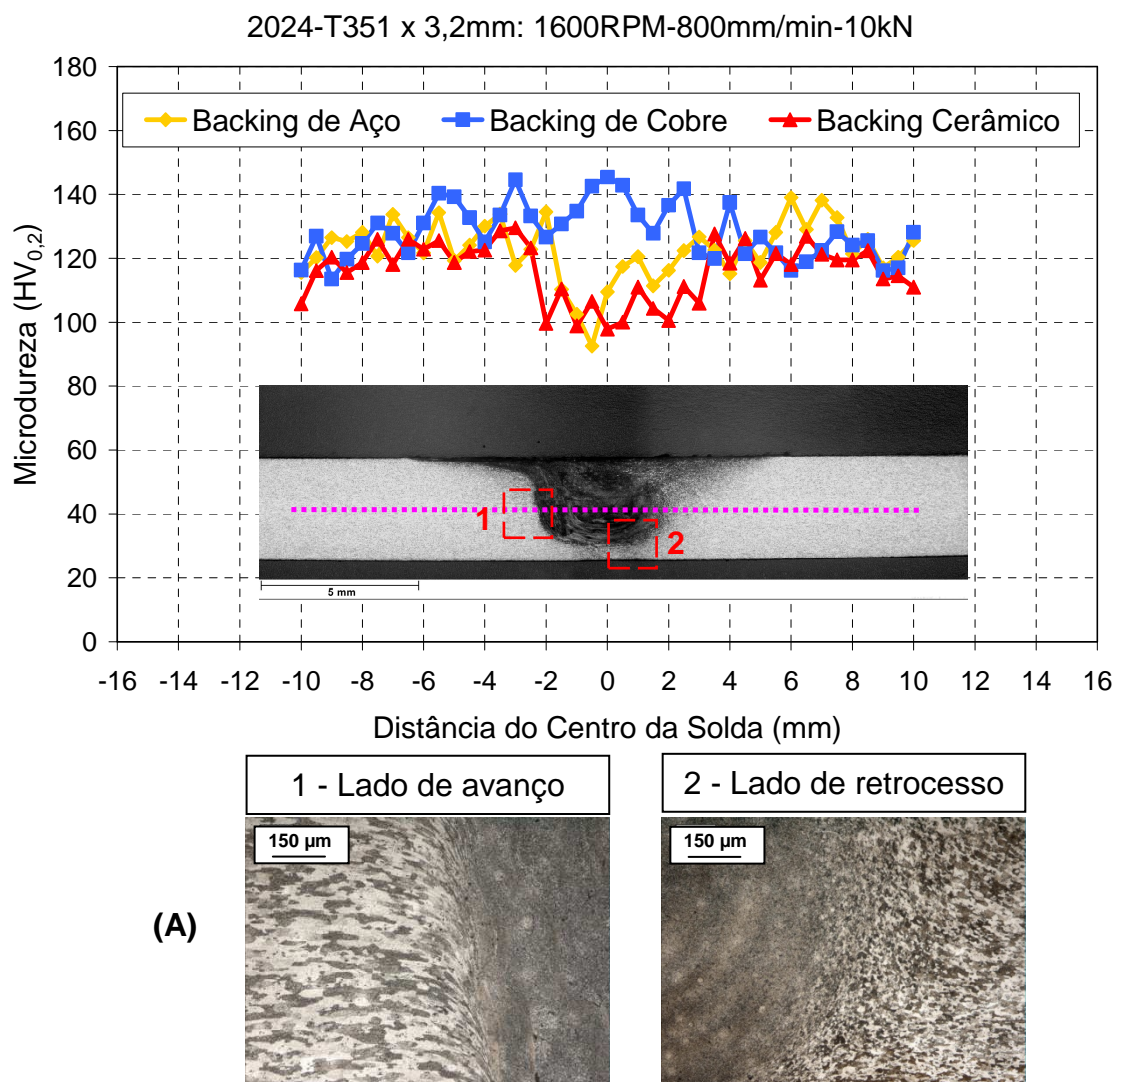 2024-T351 x 3,2mm: 1600RPM-800mm/min-10kN
180
160
140
120
100
80
60
40
20
0
Microdureza (HV0,2)
Backing de Aço Backing de Cobre Backing Cerâmico
1
2
5 mm
-16 -14 -12 -10 -8 -6 -4 -2 0 2 4 6 8 10 12 14 16
Distância do Centro da Solda (mm)
1 - Lado de avanço
2 - Lado de retrocesso
150 µm
150 µm
(A)